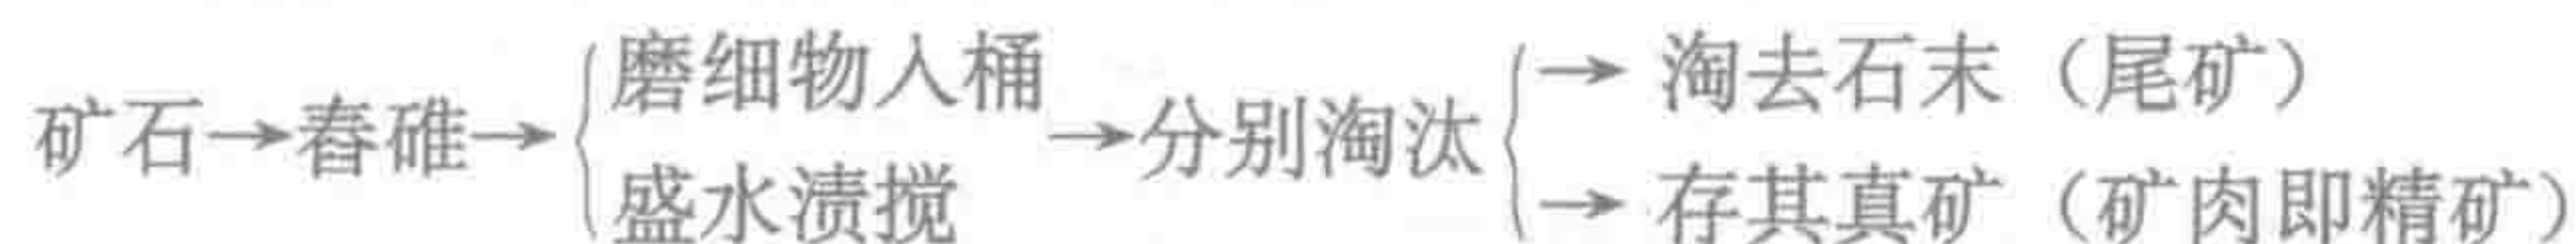 矿石→舂碓→{磨细物入桶
盛水渍搅
→分别淘汰{→ 淘去石末（尾矿）
→ 存其真矿（矿肉即精矿）